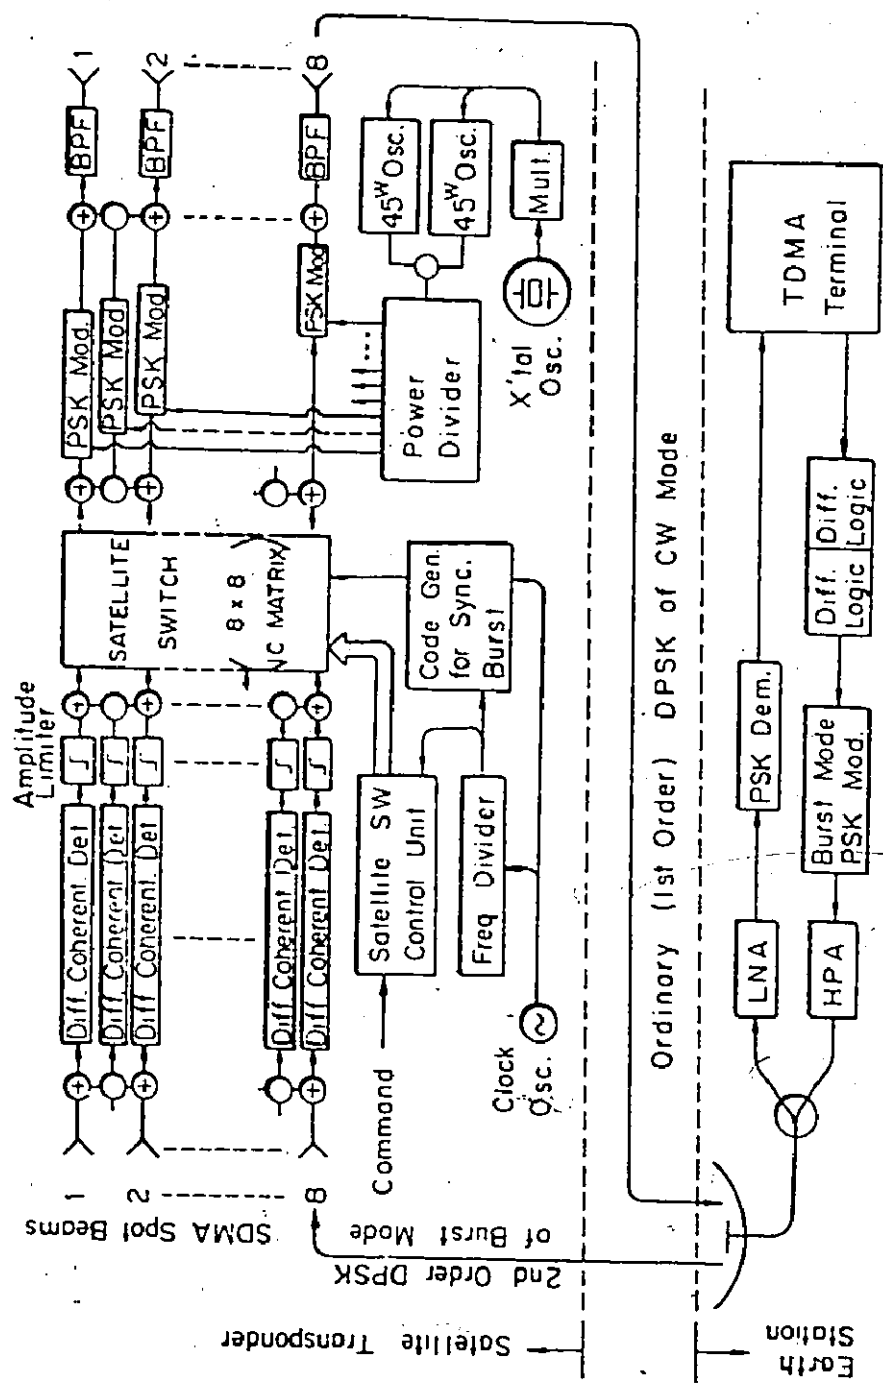 1
BPF
2
BPF
8
BPF
PSK Mod.
PSK Mod
PSK Mod
PSK Mod
45W Osc.
45W Osc.
Mult.
X'tal
Osc.
Power
Divider
SATELLITE
SWITCH
8 x 8
MATRIX
Code Gen.
for Sync.
Burst
Amplitude
Limiter
Diff. Coherent Det
Diff. Coherent Det
Diff Coherent Det
Diff Coherent Det.
Diff Coherent Det.
Satellite SW
Control Unit
Freq Divider
Command
Clock
Osc.
1
2
8
SDMA Spot Beams
2nd Order DPSK
of Burst Mode
Ordinary (1st Order) DPSK of CW Mode
Satellite Transponder
Earth
Station
TDMA
Terminal
PSK Dem.
LNA
Diff.
Logic
Diff.
Logic
Burst Mode
PSK Mod.
HPA